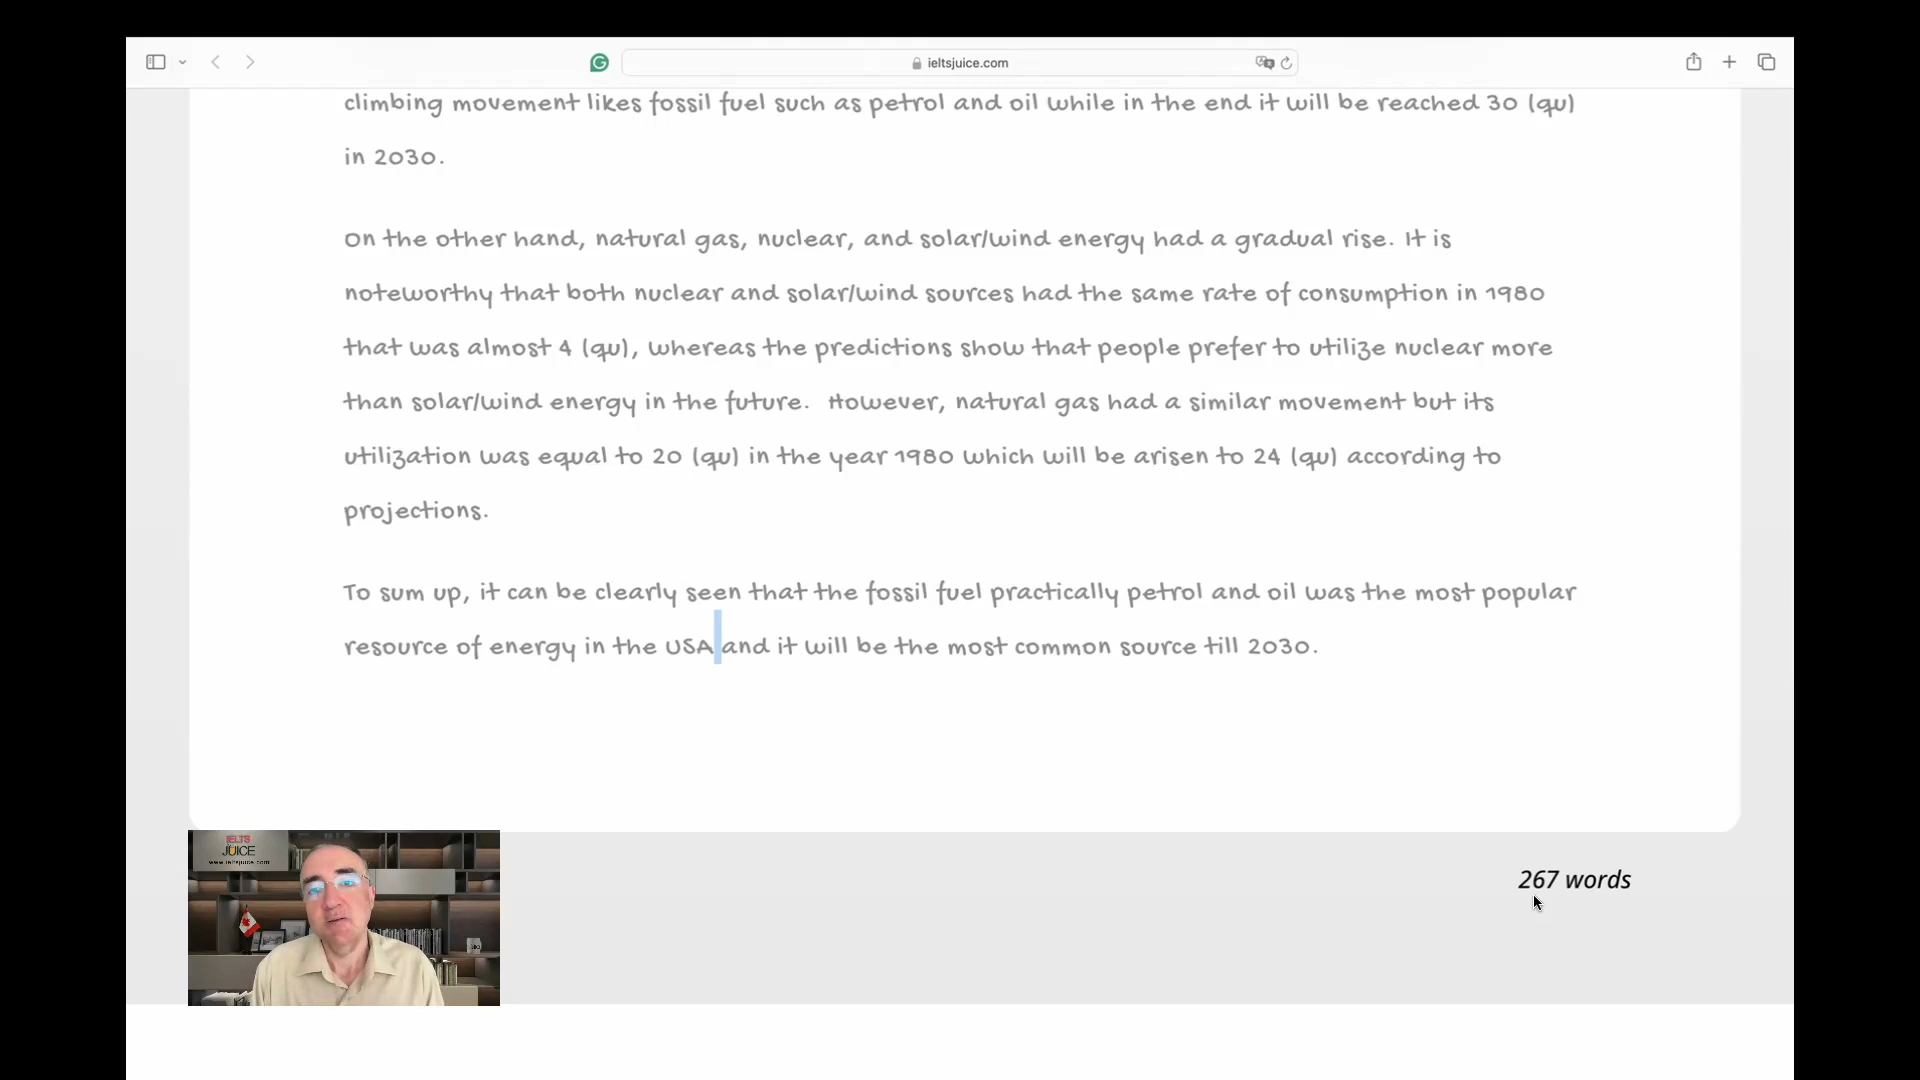 ieltsjuice.com
climbing movement likes fossil fuel such as petrol and oil while in the end it will be reached 30 (qu)
in 2030.
On the other hand, natural gas, nuclear, and solar/wind energy had a gradual rise. It is
noteworthy that both nuclear and solar/wind sources had the same rate of consumption in 1980
that was almost 4 (qu), whereas the predictions show that people prefer to utilize nuclear more
than solar/wind energy in the future. However, natural gas had a similar movement but its
utilization was equal to 20 (qu) in the year 1980 which will be arisen to 24 (qu) according to
projections.
To sum up, it can be clearly seen that the fossil fuel practically petrol and oil was the most popular
resource of energy in the USA and it will be the most common source till 2030.
IELTS
JUICE
www.ieltsjuice.com
267 words